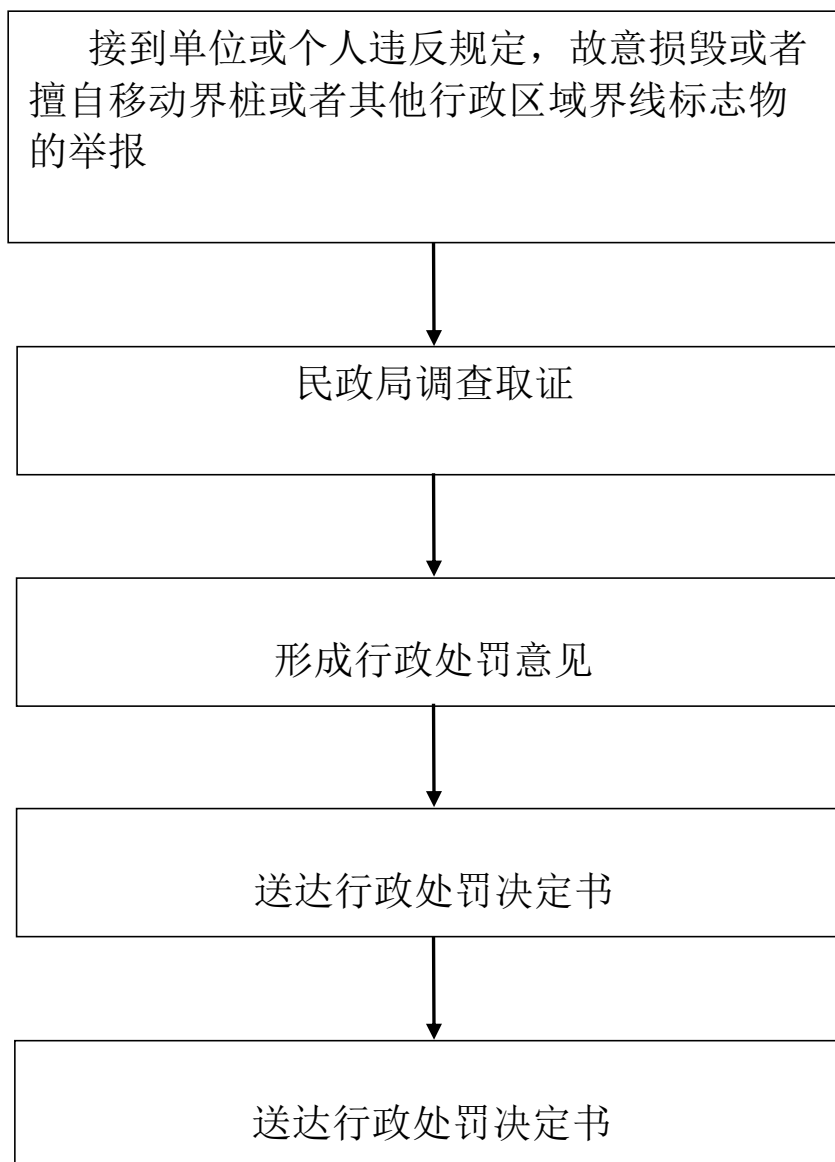 接到单位或个人违反规定，故意损毁或者
擅自移动界桩或者其他行政区域界线标志物
的举报
民政局调查取证
形成行政处罚意见
送达行政处罚决定书
送达行政处罚决定书